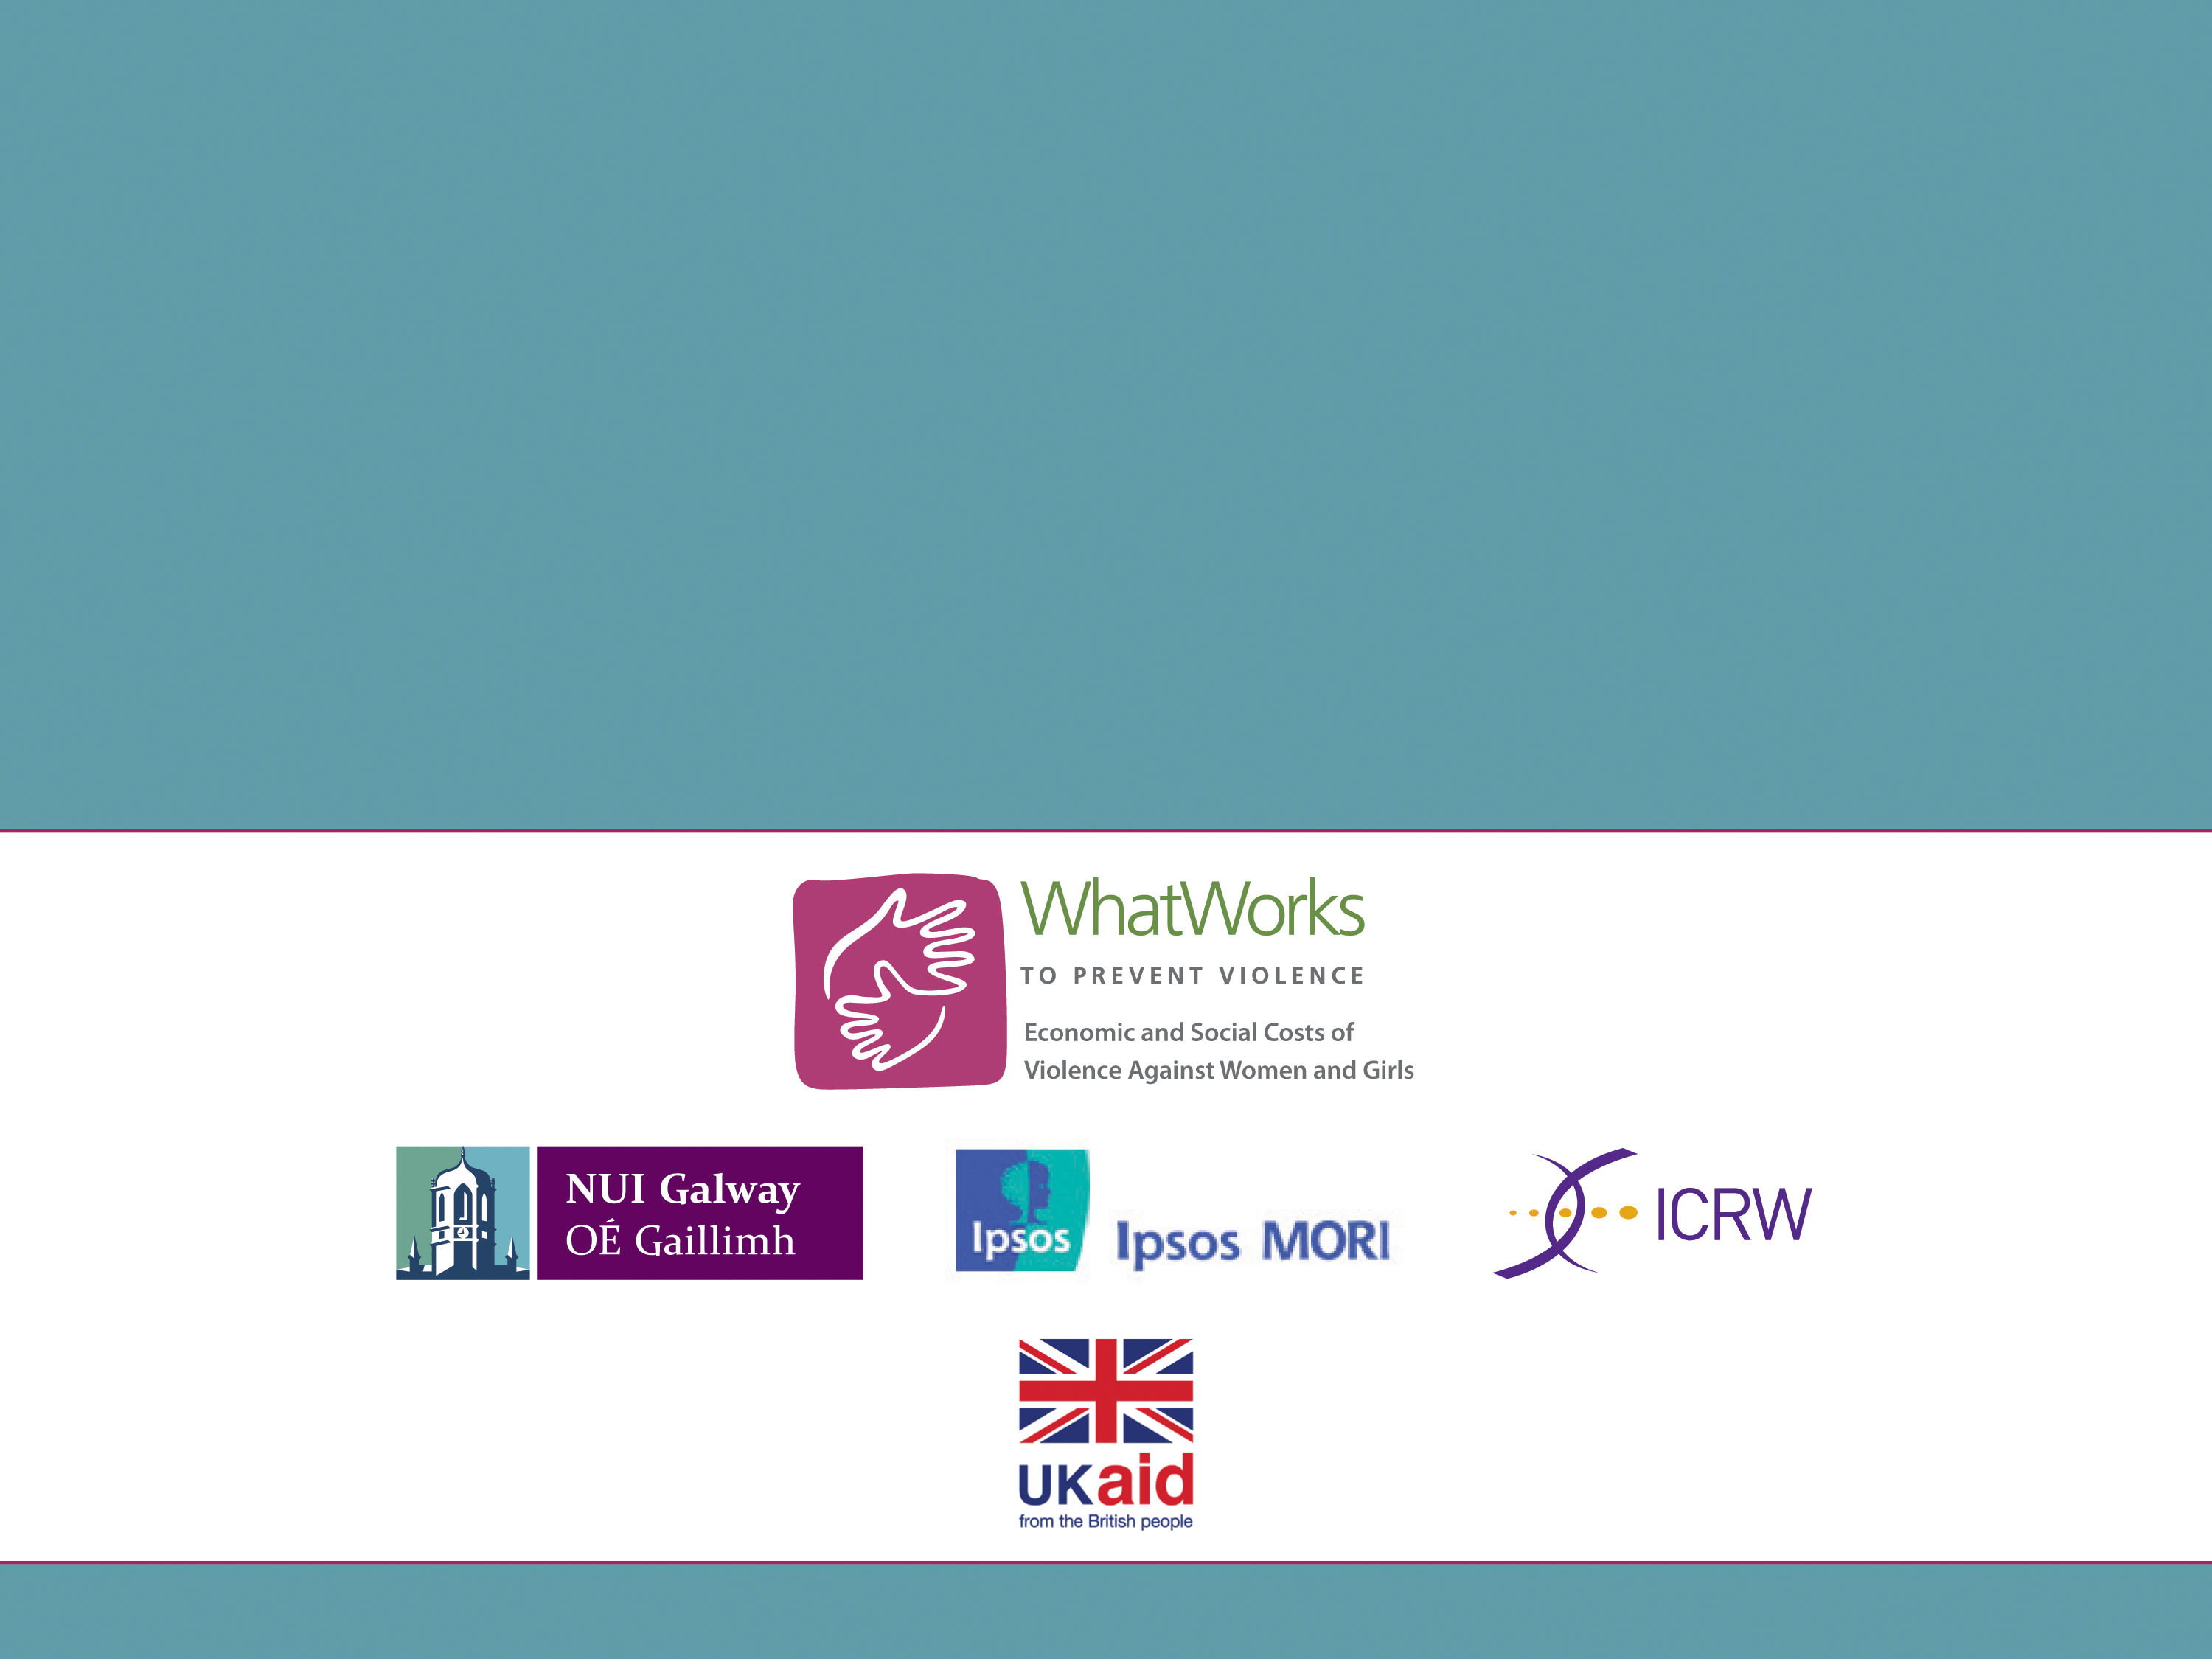 WhatWorks
TO PREVENT VIOLENCE
Economic and Social Costs of
Violence Against Women and Girls
NUI Galway
OÉ Gaillimh
Ipsos
Ipsos MORI
ICRW
UKaid
from the British people